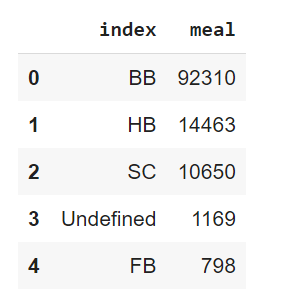 index meal
0 BB 92310
1 HB 14463
2 SC 10650
3 Undefined 1169
4 FB 798